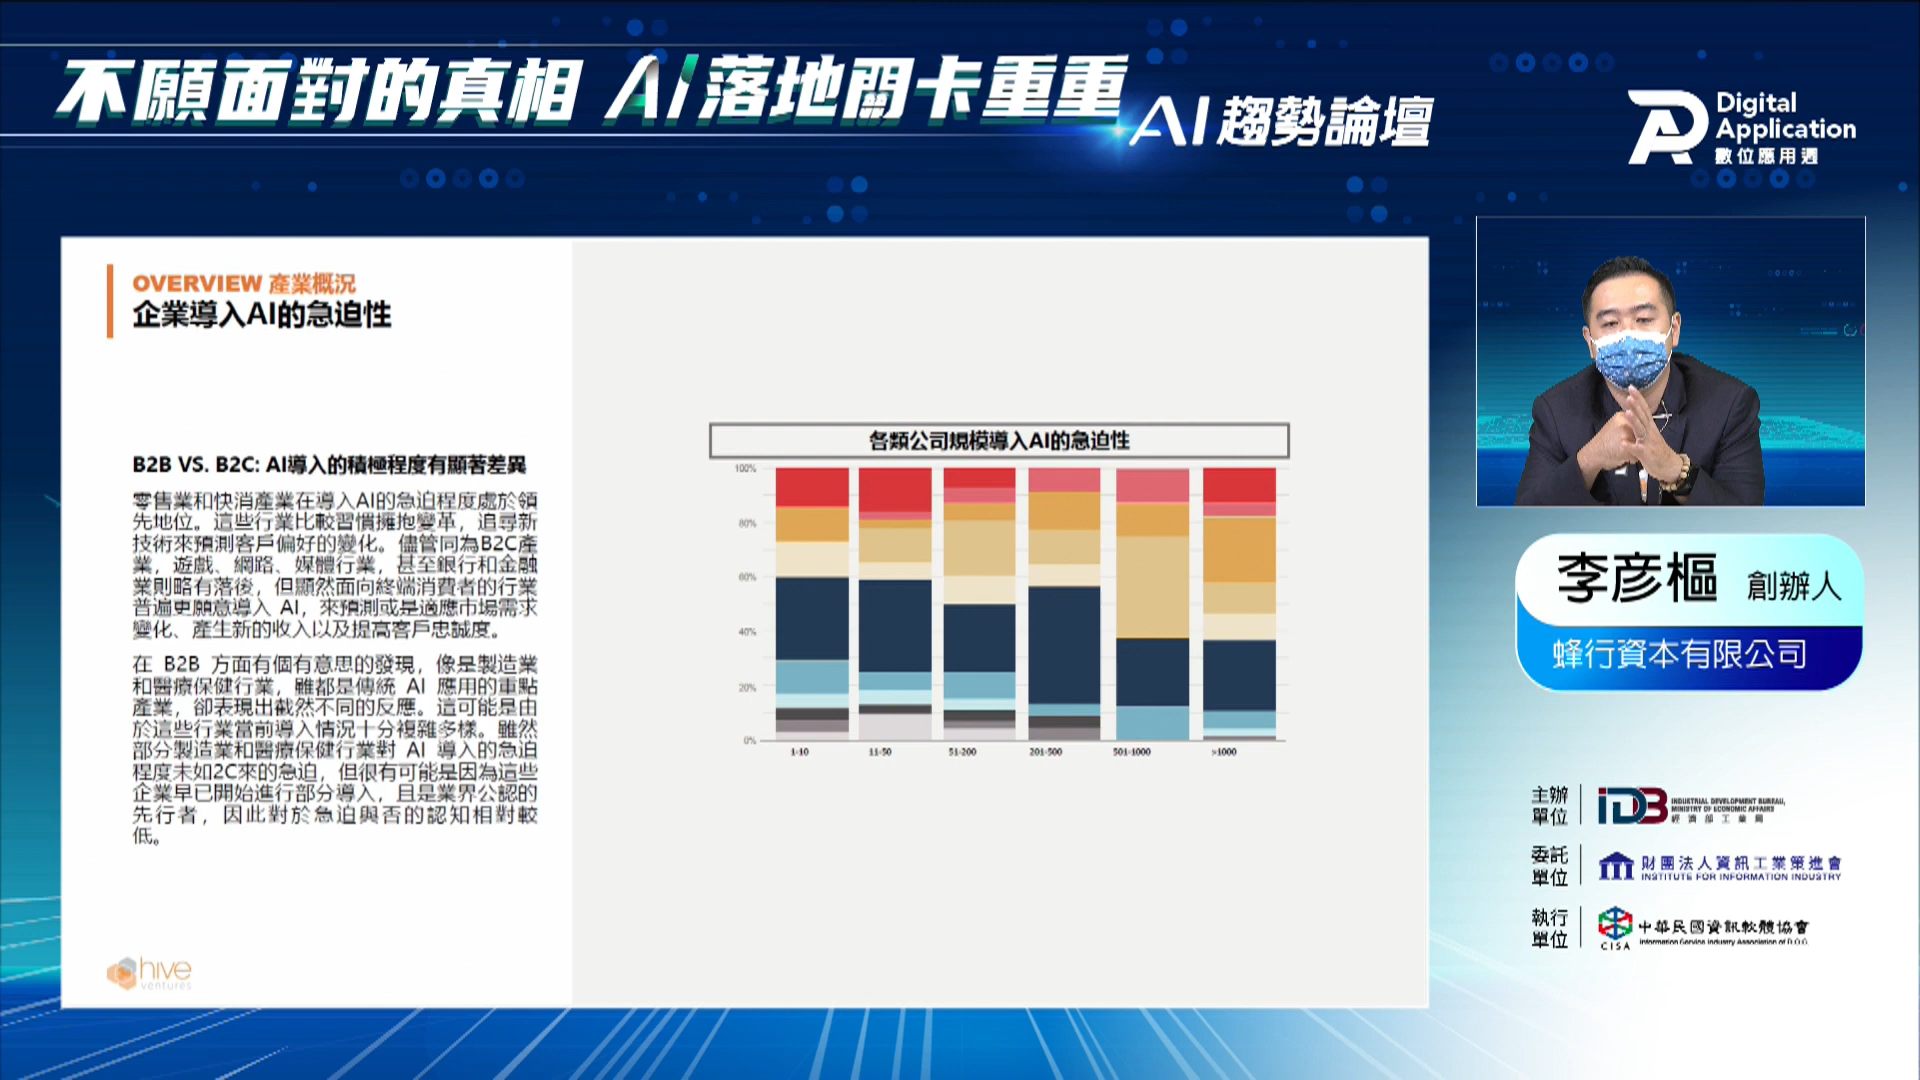 不願面對的真相 AI落地關卡重重
AI趨勢論壇
Digital
Application
數位應用週
OVERVIEW 產業概況
企業導入AI的急迫性
B2B VS. B2C: AI導入的積極程度有顯著差異
零售業和快消產業在導入AI的急迫程度處於領
先地位。這些行業比較習慣擁抱變革，追尋新
技術來預測客戶偏好的變化。儘管同為B2C產
業，遊戲、網路、媒體行業，甚至銀行和金融
業則略有落後，但顯然面向終端消費者的行業
普遍更願意導入 AI，來預測或是適應市場需求
變化、產生新的收入以及提高客戶忠誠度。
在 B2B 方面有個有意思的發現，像是製造業
和醫療保健行業，雖都是傳統 AI 應用的重點
產業，卻表現出截然不同的反應。這可能是由
於這些行業當前導入情況十分複雜多樣。雖然
部分製造業和醫療保健行業對 AI 導入的急迫
程度未如2C來的急迫，但很有可能是因為這些
企業早已開始進行部分導入，且是業界公認的
先行者，因此對於急迫與否的認知相對較
低。
hive
ventures
各類公司規模導入AI的急迫性
100%
80%
60%
40%
20%
0%
1-10 11-50 51-200 201-500 501-1000 >1000
李彦樞 創辦人
蜂行資本有限公司
主辦
單位
IDB
INDUSTRIAL DEVELOPMENT BUREAU,
MINISTRY OF ECONOMIC AFFAIRS
經濟部工業局
委託
單位
財團法人資訊工業策進會
INSTITUTE FOR INFORMATION INDUSTRY
執行
單位
CISA
中華民國資訊軟體協會
Information Service Industry Association of R.O.C.